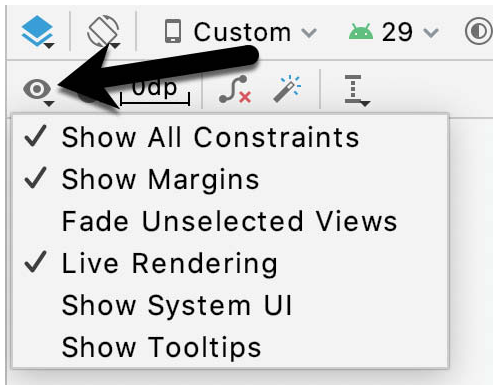 Custom 29
0dp
Show All Constraints
Show Margins
Fade Unselected Views
Live Rendering
Show System UI
Show Tooltips